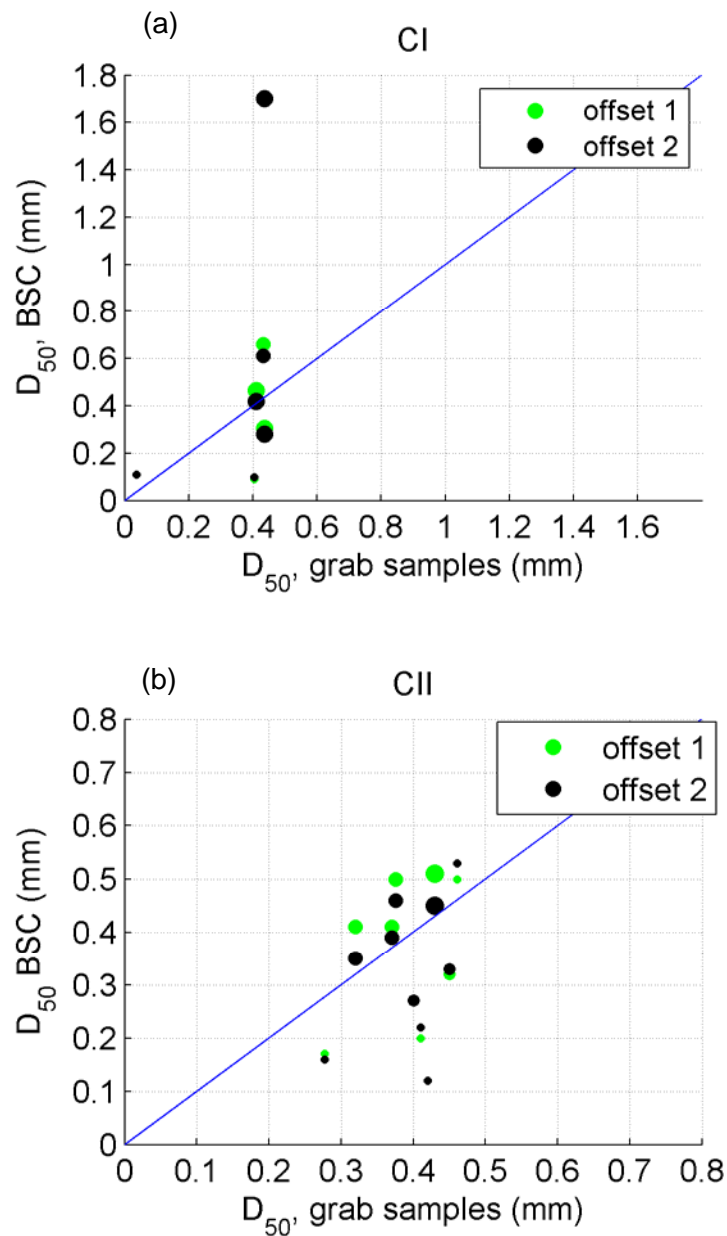 (a)
CI
1.8
1.6
1.4
1.2
1
0.8
0.6
0.4
0.2
0
D50, BSC (mm)
offset 1
offset 2
0 0.2 0.4 0.6 0.8 1 1.2 1.4 1.6
D50, grab samples (mm)
(b)
CII
0.8
0.7
0.6
0.5
0.4
0.3
0.2
0.1
0
D50 BSC (mm)
offset 1
offset 2
0 0.1 0.2 0.3 0.4 0.5 0.6 0.7 0.8
D50, grab samples (mm)